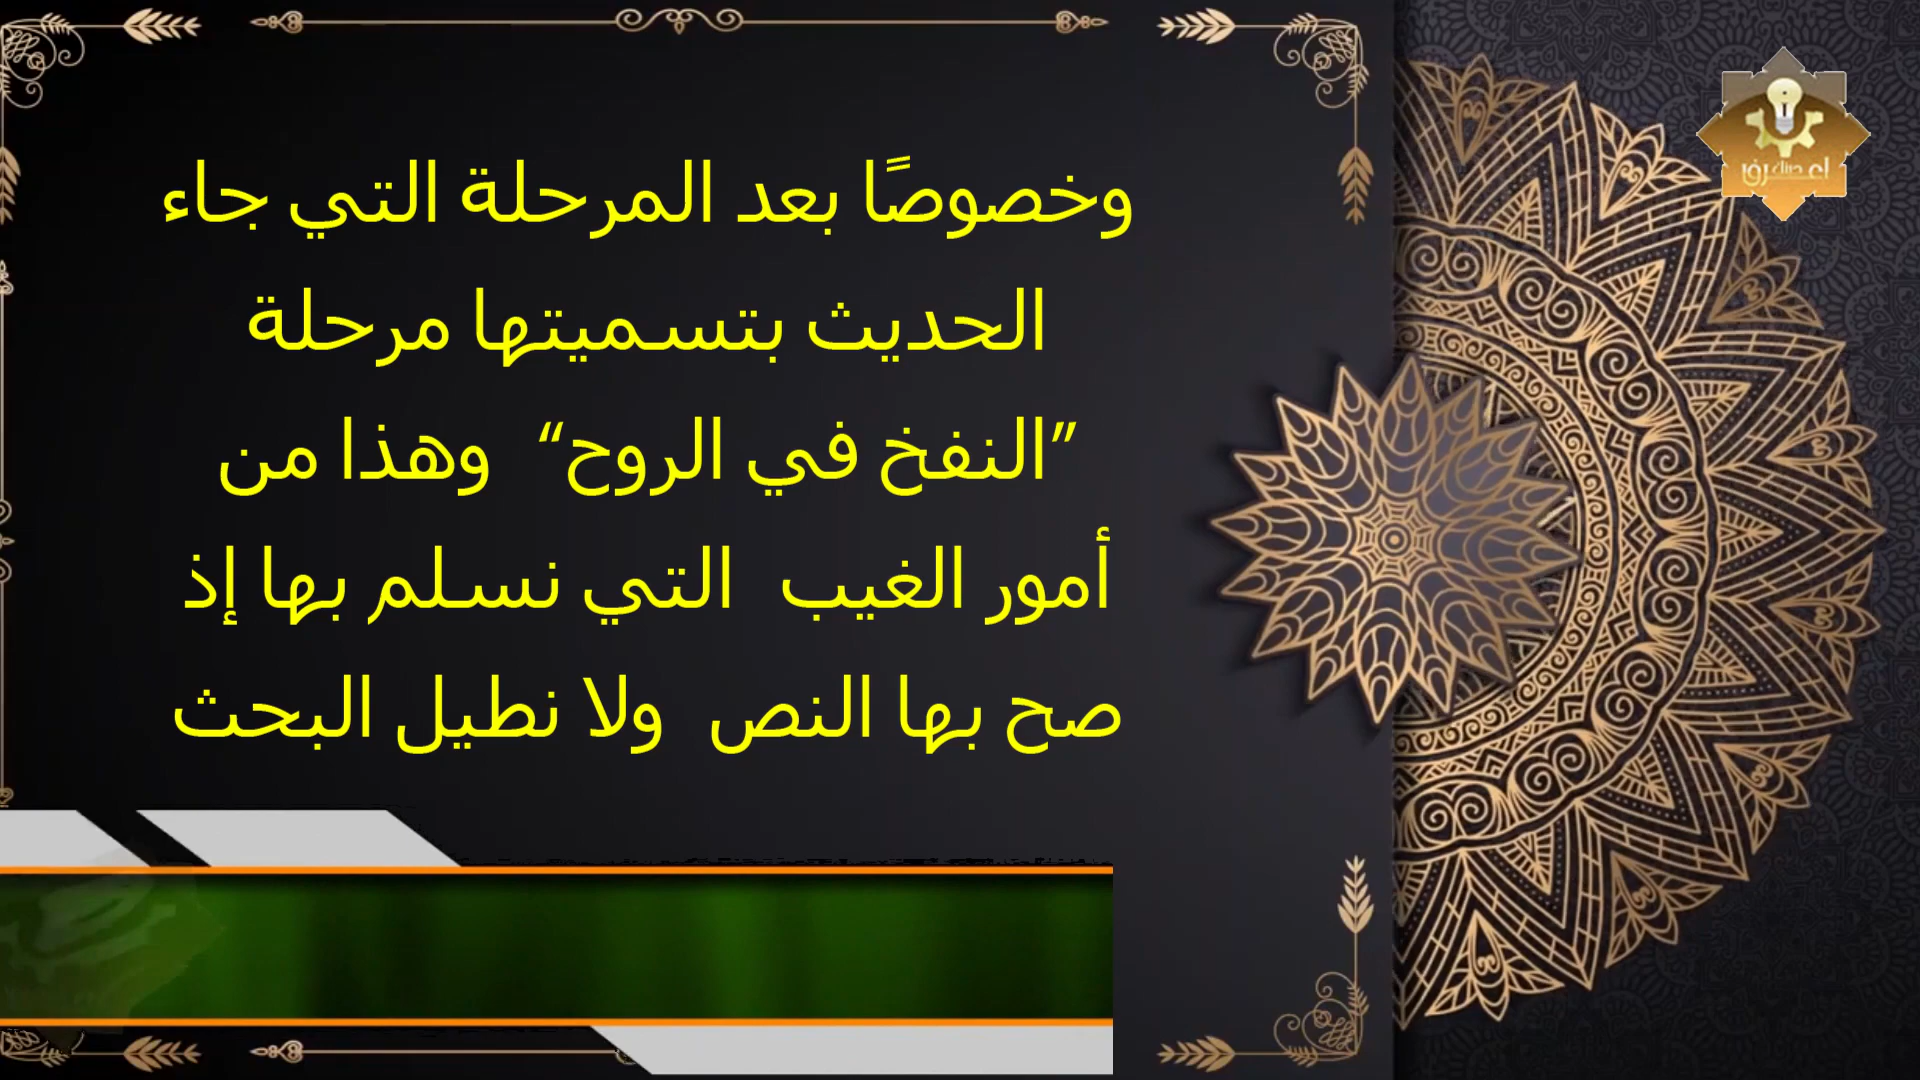 وخصوصًا بعد المرحلة التي جاء
الحديث بتسميتها مرحلة
”النفخ في الروح“ وهذا من
أمور الغيب التي نسلم بها إذ
صح بها النص ولا نطيل البحث